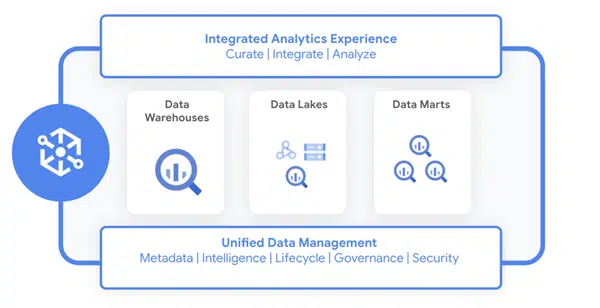 Integrated Analytics Experience
Curate | Integrate | Analyze
Data
Warehouses
Data Lakes
Data Marts
Unified Data Management
Metadata | Intelligence | Lifecycle | Governance | Security